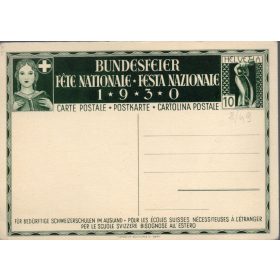 BUNDESFEIER
HELVETIA
FÊTE NATIONALE · FESTA NAZIONALE
1 · 9 · 3 · 0
10
CARTE POSTALE · POSTKARTE · CARTOLINA POSTALE
FÜR BEDÜRFTIGE SCHWEIZERSCHULEN IM AUSLAND · POUR LES ÉCOLES SUISSES NÉCESSITEUSES À L'ÉTRANGER
PER LE SCUOLE SVIZZERE BISOGNOSE ALL'ESTERO